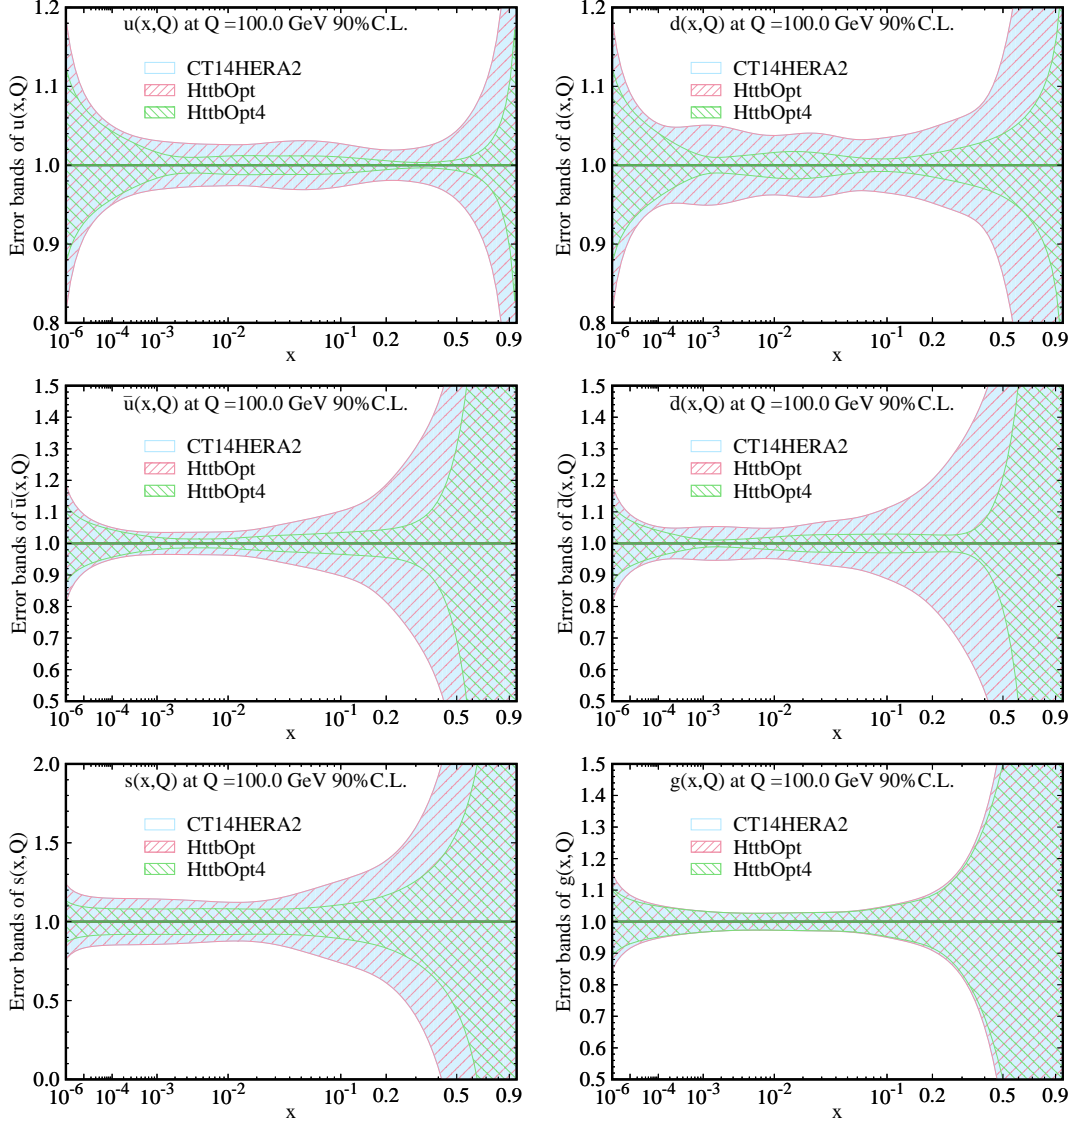 u(x,Q) at Q =100.0 GeV 90%C.L.
CT14HERA2
HttbOpt
HttbOpt4
Error bands of u(x,Q)
1.2
1.1
1.0
0.9
0.8
10^-6 10^-4 10^-3 10^-2 10^-1 0.2 0.5 0.9
x
d(x,Q) at Q =100.0 GeV 90%C.L.
CT14HERA2
HttbOpt
HttbOpt4
Error bands of d(x,Q)
1.2
1.1
1.0
0.9
0.8
10^-6 10^-4 10^-3 10^-2 10^-1 0.2 0.5 0.9
x
ū(x,Q) at Q =100.0 GeV 90%C.L.
CT14HERA2
HttbOpt
HttbOpt4
Error bands of ū(x,Q)
1.5
1.4
1.3
1.2
1.1
1.0
0.9
0.8
0.7
0.6
0.5
10^-6 10^-4 10^-3 10^-2 10^-1 0.2 0.5 0.9
x
d̄(x,Q) at Q =100.0 GeV 90%C.L.
CT14HERA2
HttbOpt
HttbOpt4
Error bands of d̄(x,Q)
1.5
1.4
1.3
1.2
1.1
1.0
0.9
0.8
0.7
0.6
0.5
10^-6 10^-4 10^-3 10^-2 10^-1 0.2 0.5 0.9
x
s(x,Q) at Q =100.0 GeV 90%C.L.
CT14HERA2
HttbOpt
HttbOpt4
Error bands of s(x,Q)
2.0
1.5
1.0
0.5
0.0
10^-6 10^-4 10^-3 10^-2 10^-1 0.2 0.5 0.9
x
g(x,Q) at Q =100.0 GeV 90%C.L.
CT14HERA2
HttbOpt
HttbOpt4
Error bands of g(x,Q)
1.5
1.4
1.3
1.2
1.1
1.0
0.9
0.8
0.7
0.6
0.5
10^-6 10^-4 10^-3 10^-2 10^-1 0.2 0.5 0.9
x